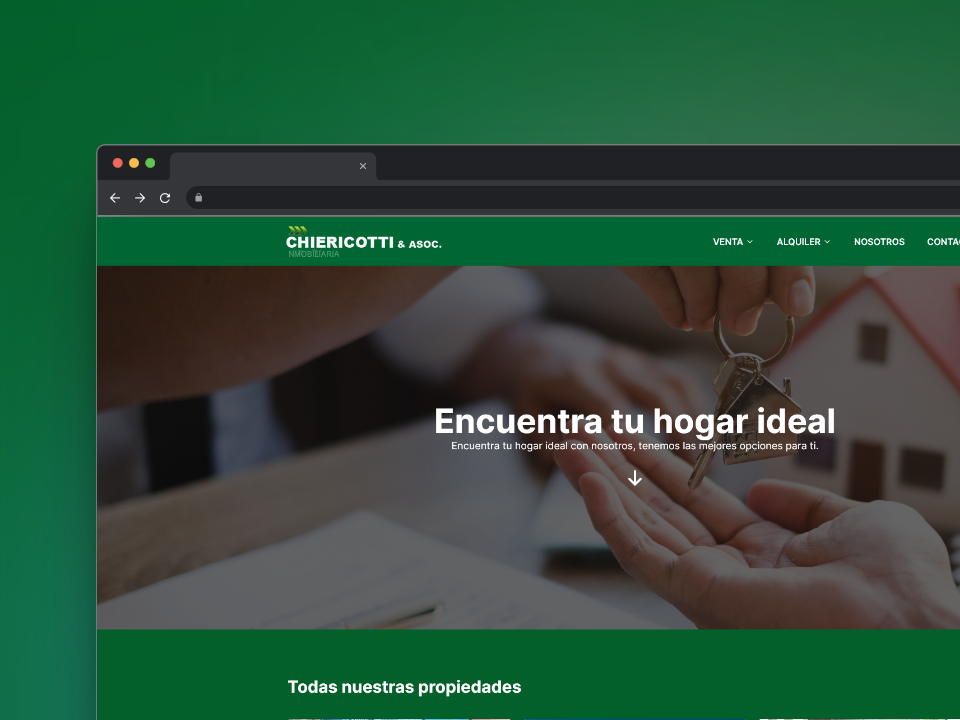 CHIERICOTTI & ASOC.
INMOBILIARIA
VENTA
ALQUILER
NOSOTROS
Encuentra tu hogar ideal
Encuentra tu hogar ideal con nosotros, tenemos las mejores opciones para ti.
Todas nuestras propiedades